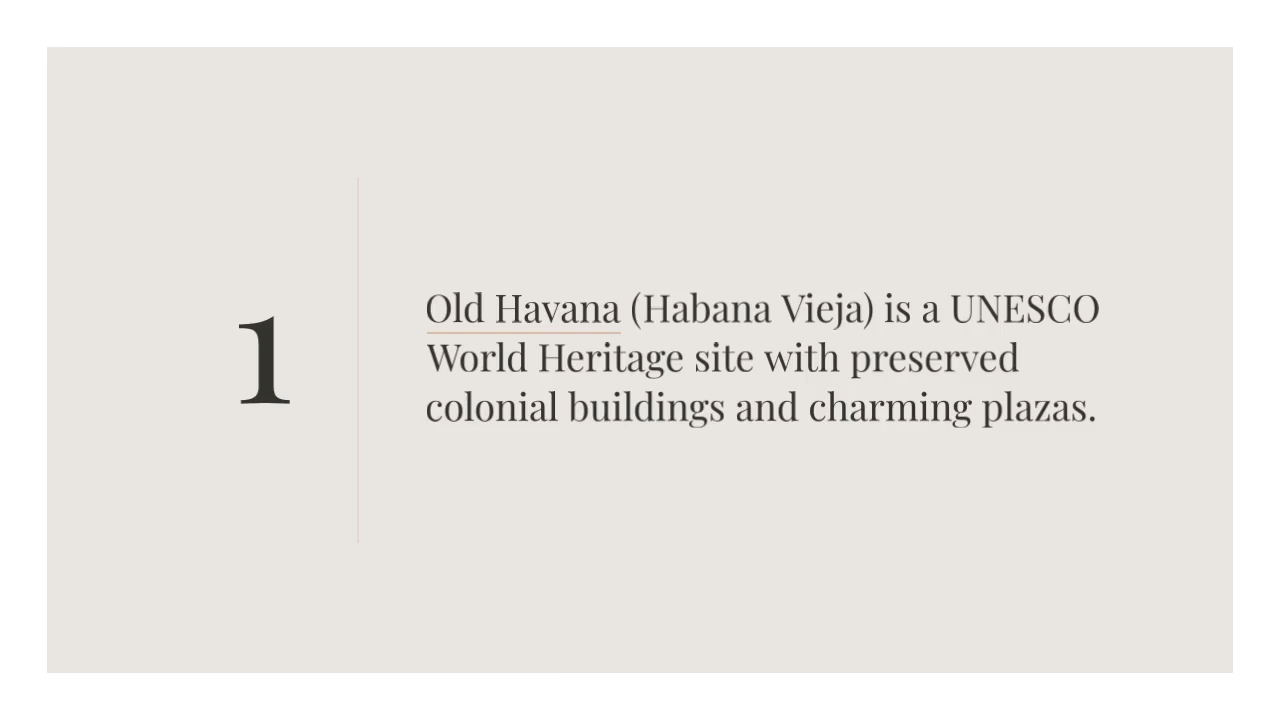 1
Old Havana (Habana Vieja) is a UNESCO
World Heritage site with preserved
colonial buildings and charming plazas.